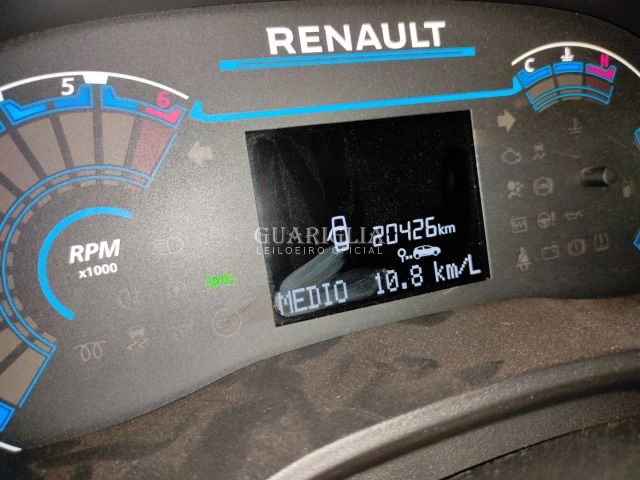 RENAULT
5
6
C
H
RPM
x1000
20426km
MEDIO 10.8 km/L
GUARIGLIA
LEILOEIRO OFICIAL